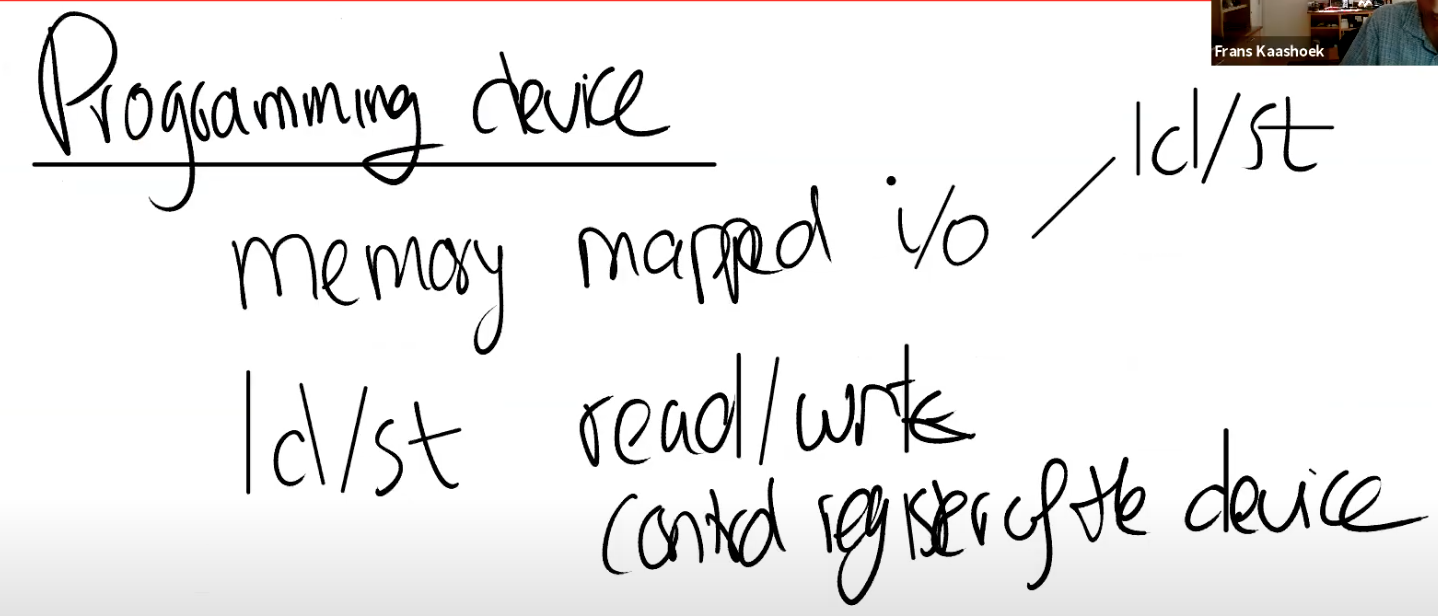 Frans Kaashoek
Programming device
ld/st
memory mapped i/o
ld/st read/write
control register of the device